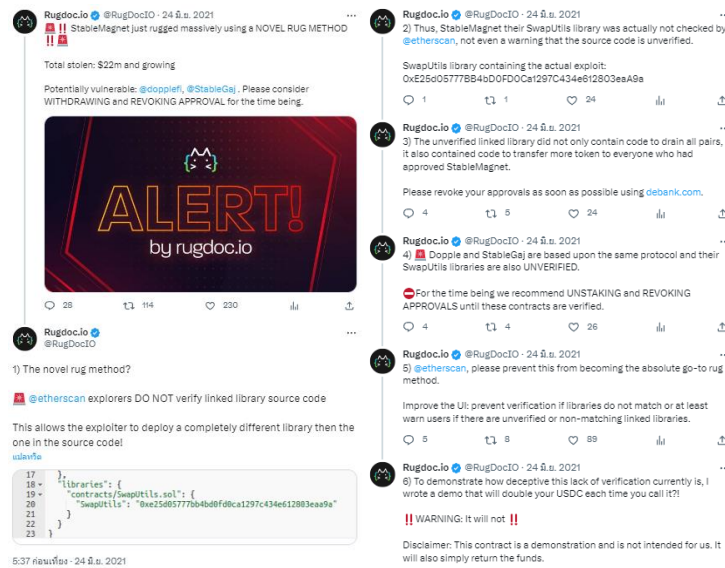 Rugdoc.io @RugDocIO · 24 มิ.ย. 2021
🚨‼️ StableMagnet just rugged massively using a NOVEL RUG METHOD
‼️🚨
Total stolen: $22m and growing
Potentially vulnerable: @dopplefi, @StableGaj . Please consider
WITHDRAWING and REVOKING APPROVAL for the time being.
ALERT!
by rugdoc.io
28 114 230
Rugdoc.io
@RugDocIO
1) The novel rug method?
🚨 @etherscan explorers DO NOT verify linked library source code
This allows the exploiter to deploy a completely different library then the
one in the source code!
แปลทวีต
17 },
18 "libraries": {
19 "contracts/SwapUtils.sol": {
20 "SwapUtils": "0xe25d05777bb4bd0fd0ca1297c434e612803eaa9a"
21 }
22 }
23 }
5:37 ก่อนเที่ยง · 24 มิ.ย. 2021
Rugdoc.io @RugDocIO · 24 มิ.ย. 2021
2) Thus, StableMagnet their SwapUtils library was actually not checked by
@etherscan, not even a warning that the source code is unverified.
SwapUtils library containing the actual exploit:
0xE25d05777BB4bD0FD0Ca1297C434e612803eaA9a
1 1 24
Rugdoc.io @RugDocIO · 24 มิ.ย. 2021
3) The unverified linked library did not only contain code to drain all pairs,
it also contained code to transfer more token to everyone who had
approved StableMagnet.
Please revoke your approvals as soon as possible using debank.com.
4 5 24
Rugdoc.io @RugDocIO · 24 มิ.ย. 2021
4) 🚨 Dopple and StableGaj are based upon the same protocol and their
SwapUtils libraries are also UNVERIFIED.
⛔For the time being we recommend UNSTAKING and REVOKING
APPROVALS until these contracts are verified.
4 4 26
Rugdoc.io @RugDocIO · 24 มิ.ย. 2021
5) @etherscan, please prevent this from becoming the absolute go-to rug
method.
Improve the UI: prevent verification if libraries do not match or at least
warn users if there are unverified or non-matching linked libraries.
5 8 89
Rugdoc.io @RugDocIO · 24 มิ.ย. 2021
6) To demonstrate how deceptive this lack of verification currently is, I
wrote a demo that will double your USDC each time you call it?!
‼️WARNING: It will not ‼️
Disclaimer: This contract is a demonstration and is not intended for us. It
will also simply return the funds.